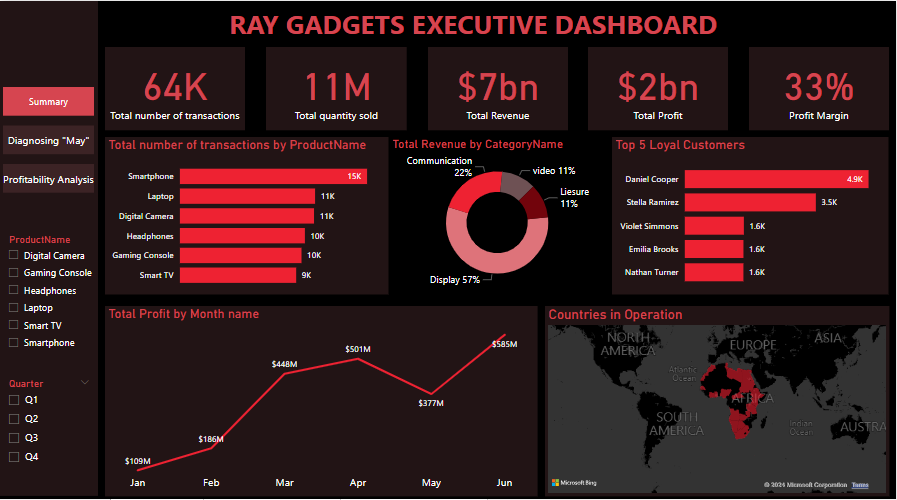 RAY GADGETS EXECUTIVE DASHBOARD
Summary
Diagnosing "May"
Profitability Analysis
ProductName
Digital Camera
Gaming Console
Headphones
Laptop
Smart TV
Smartphone
Quarter
Q1
Q2
Q3
Q4
64K
Total number of transactions
11M
Total quantity sold
$7bn
Total Revenue
$2bn
Total Profit
33%
Profit Margin
Total number of transactions by ProductName
Smartphone 15K
Laptop 11K
Digital Camera 11K
Headphones 10K
Gaming Console 10K
Smart TV 9K
Total Revenue by CategoryName
Communication
22%
video 11%
Liesure
11%
Display 57%
Top 5 Loyal Customers
Daniel Cooper 4.9K
Stella Ramirez 3.5K
Violet Simmons 1.6K
Emilia Brooks 1.6K
Nathan Turner 1.6K
Total Profit by Month name
$109M
$186M
$448M
$501M
$377M
$585M
Jan Feb Mar Apr May Jun
Countries in Operation
NORTH
AMERICA
EUROPE
ASIA
Atlantic
Ocean
AFRICA
SOUTH
AMERICA
Indian
Ocean
AUSTRA
Microsoft Bing
© 2024 Microsoft Corporation Terms